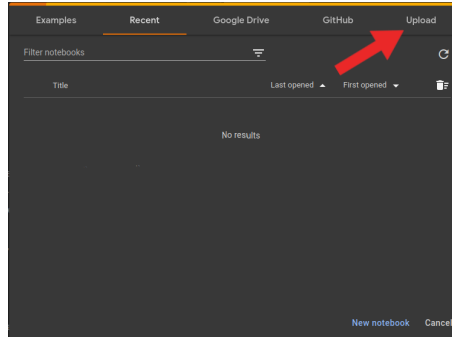 Examples Recent Google Drive GitHub Upload
Filter notebooks
Title Last opened First opened
No results
New notebook Cancel